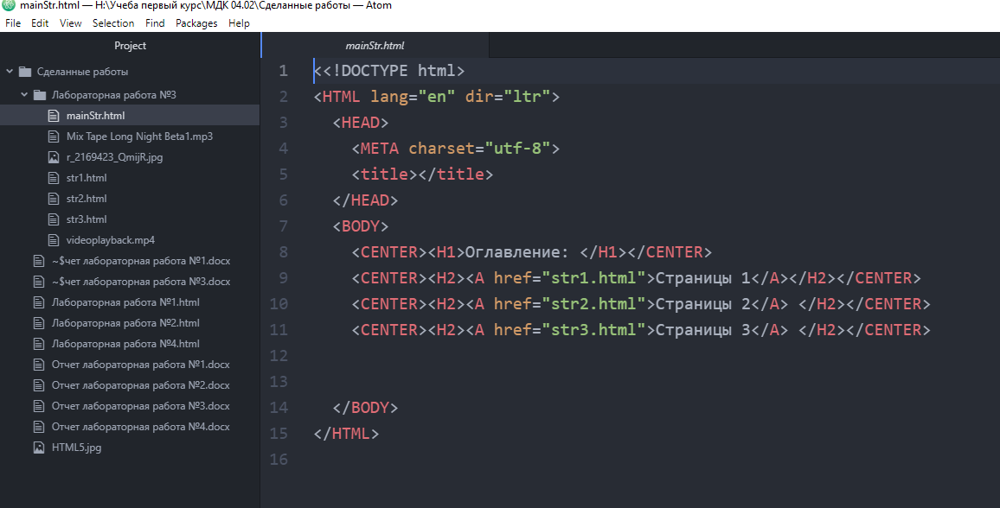 mainStr.html — H:\Учеба первый курс\МДК 04.02\Сделанные работы — Atom
File Edit View Selection Find Packages Help
Project
Сделанные работы
Лабораторная работа №3
mainStr.html
Mix Tape Long Night Beta1.mp3
r_2169423_QmijR.jpg
str1.html
str2.html
str3.html
videoplayback.mp4
~$чет лабораторная работа №1.docx
~$чет лабораторная работа №3.docx
Лабораторная работа №1.html
Лабораторная работа №2.html
Лабораторная работа №4.html
Отчет лабораторная работа №1.docx
Отчет лабораторная работа №2.docx
Отчет лабораторная работа №3.docx
Отчет лабораторная работа №4.docx
HTML5.jpg
mainStr.html
1 <<!DOCTYPE html>
2 <HTML lang="en" dir="ltr">
3 <HEAD>
4 <META charset="utf-8">
5 <title></title>
6 </HEAD>
7 <BODY>
8 <CENTER><H1>Оглавление: </H1></CENTER>
9 <CENTER><H2><A href="str1.html">Страницы 1</A></H2></CENTER>
10 <CENTER><H2><A href="str2.html">Страницы 2</A> </H2></CENTER>
11 <CENTER><H2><A href="str3.html">Страницы 3</A> </H2></CENTER>
12
13
14 </BODY>
15 </HTML>
16